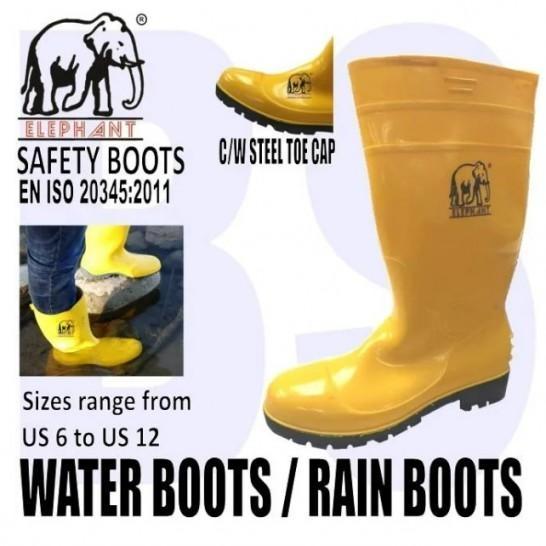 ®
ELEPHANT
SAFETY BOOTS
EN ISO 20345:2011
C/W STEEL TOE CAP
ELEPHANT
Sizes range from
US 6 to US 12
WATER BOOTS / RAIN BOOTS